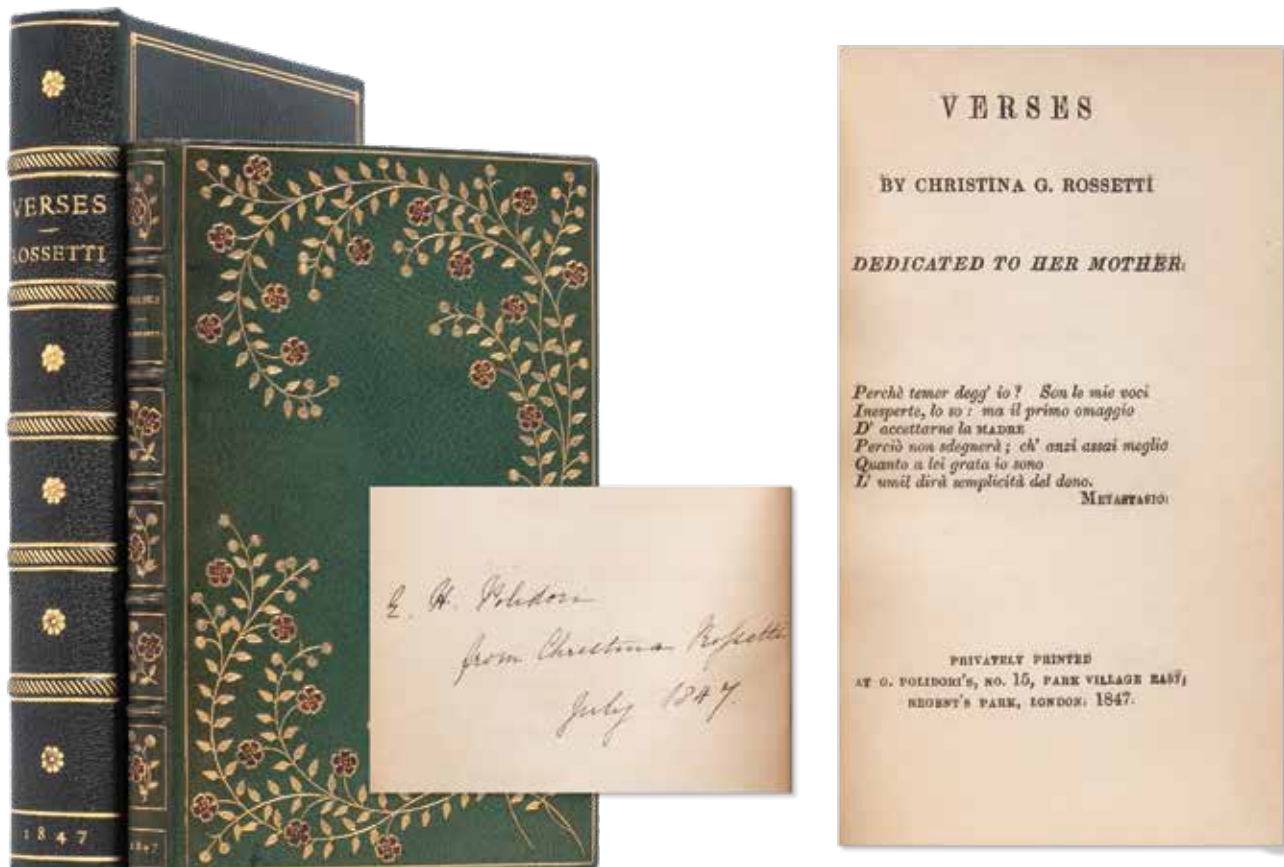 VERSES
ROSSETTI
1847
1847
E. H. Polidori
from Christina Rossetti
July 1847.
VERSES
BY CHRISTINA G. ROSSETTI
DEDICATED TO HER MOTHER.
Perchè temer degg' io? Son le mie voci
Inesperte, lo so: ma il primo omaggio
D' accettarne la MADRE
Perciò non sdegnerà; ch' anzi assai meglio
Quanto a lei grata io sono
L' umil dirà semplicità del dono.
METASTASIO.
PRIVATELY PRINTED
AT G. POLIDORI'S, NO. 15, PARK VILLAGE EAST,
REGENT'S PARK, LONDON. 1847.